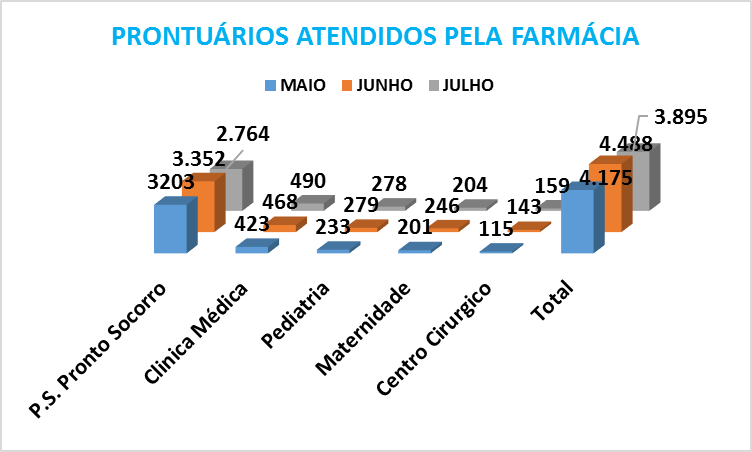 PRONTUÁRIOS ATENDIDOS PELA FARMÁCIA
MAIO JUNHO JULHO
3203 423 233 201 115 4.175
3.352 468 279 246 143 4.488
2.764 490 278 204 159 3.895
P.S. Pronto Socorro
Clinica Médica
Pediatria
Maternidade
Centro Cirurgico
Total